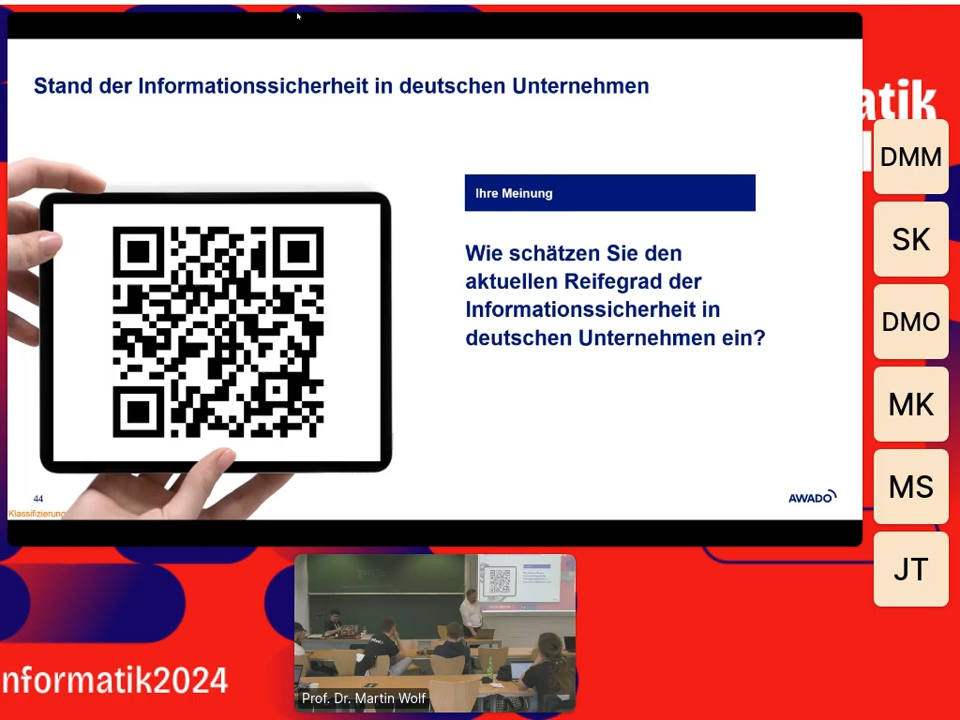 Stand der Informationssicherheit in deutschen Unternehmen
atik
DMM
Ihre Meinung
SK
Wie schätzen Sie den
aktuellen Reifegrad der
Informationssicherheit in
deutschen Unternehmen ein?
DMO
MK
MS
44
AWADO
Klassifizierung
JT
nformatik2024
Prof. Dr. Martin Wolf